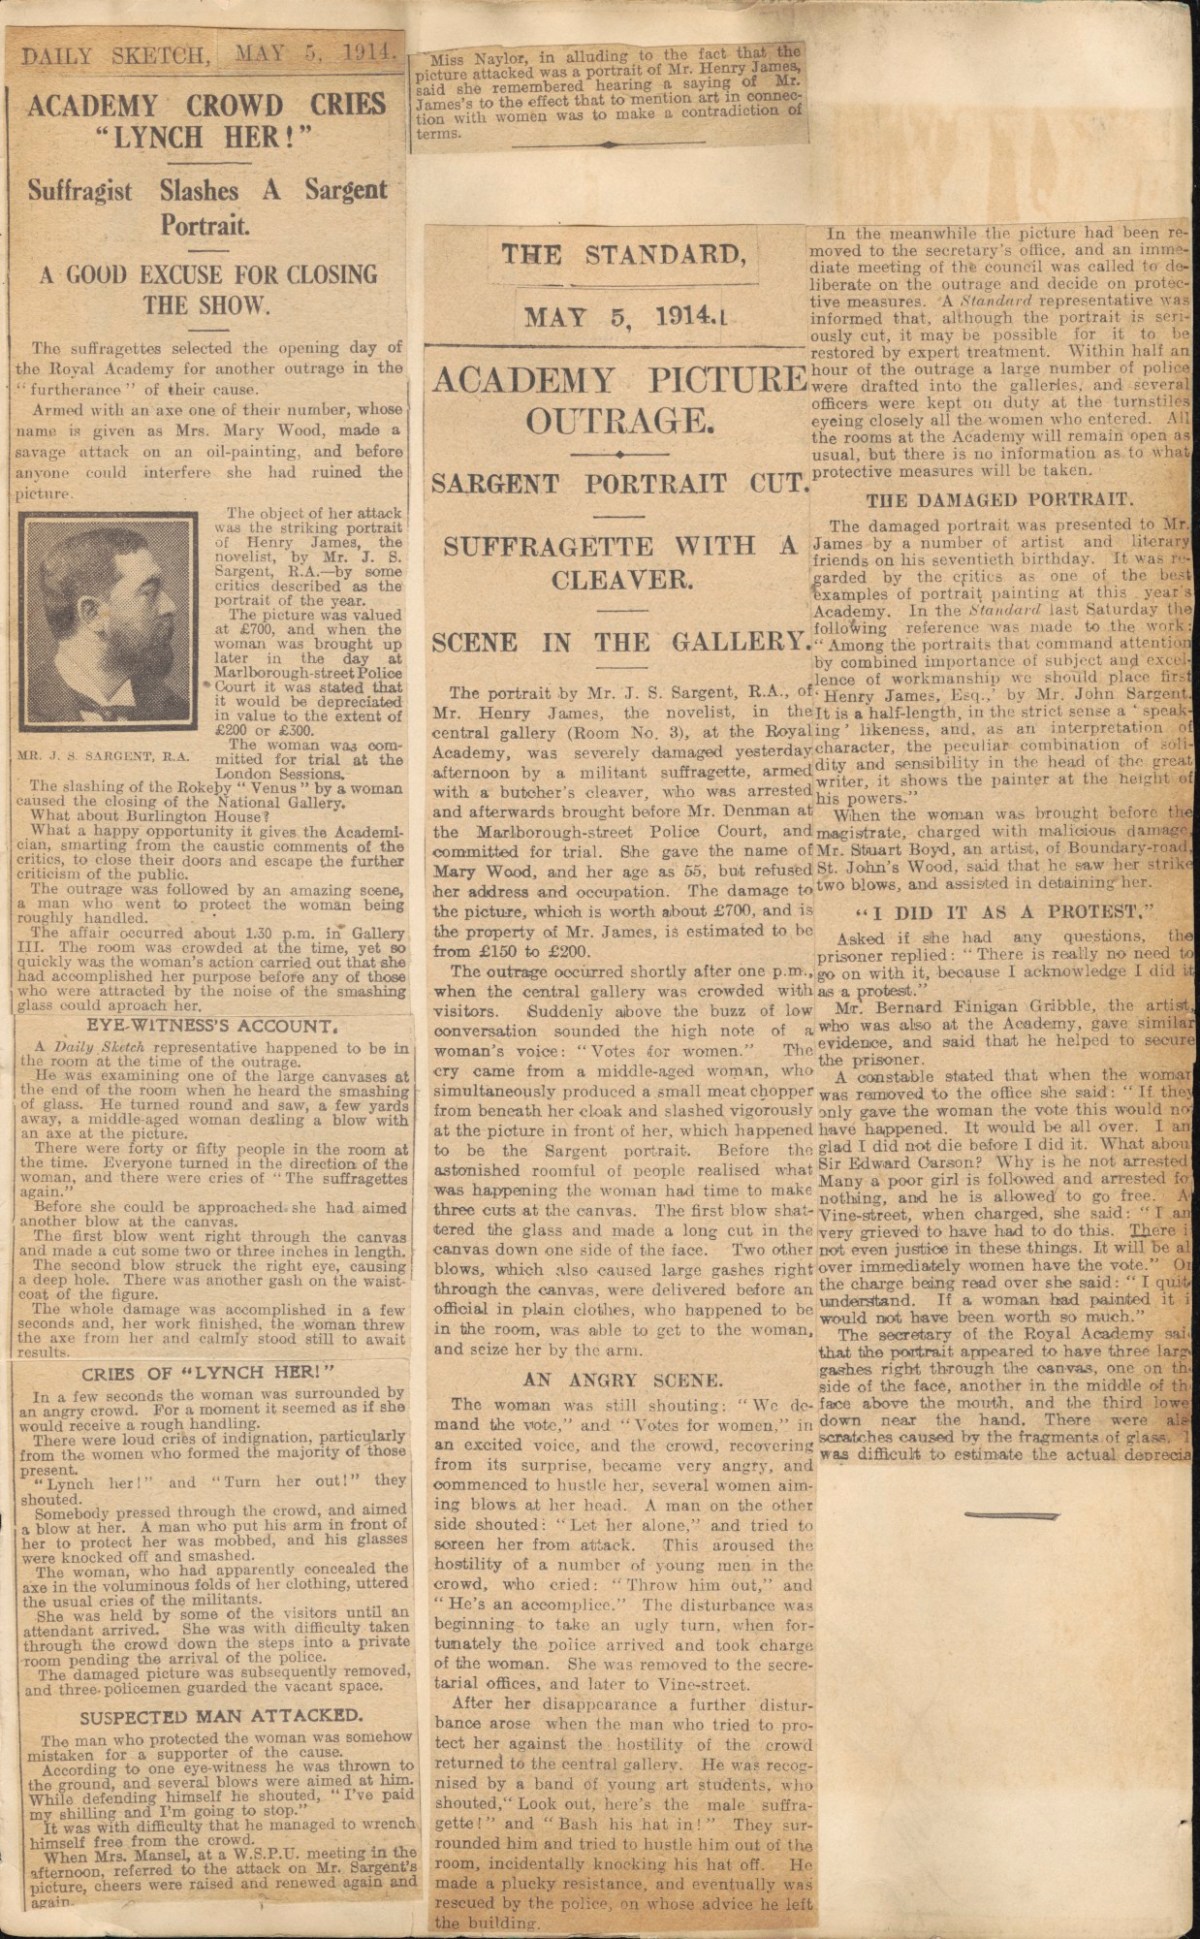 DAILY SKETCH, MAY 5, 1914.
ACADEMY CROWD CRIES
"LYNCH HER!"
Suffragist Slashes A Sargent
Portrait.
A GOOD EXCUSE FOR CLOSING
THE SHOW.
The suffragettes selected the opening day of
the Royal Academy for another outrage in the
"furtherance" of their cause.
Armed with an axe one of their number, whose
name is given as Mrs. Mary Wood, made a
savage attack on an oil-painting, and before
anyone could interfere she had ruined the
picture.
MR. J. S. SARGENT, R.A.
The object of her attack
was the striking portrait
of Henry James, the
novelist, by Mr. J. S.
Sargent, R.A.—by some
critics described as the
portrait of the year.
The picture was valued
at £700, and when the
woman was brought up
later in the day at
Marlborough-street Police
Court it was stated that
it would be depreciated
in value to the extent of
£200 or £300.
The woman was com-
mitted for trial at the
London Sessions.
The slashing of the Rokeby "Venus" by a woman
caused the closing of the National Gallery.
What about Burlington House?
What a happy opportunity it gives the Academi-
cian, smarting from the caustic comments of the
critics, to close their doors and escape the further
criticism of the public.
The outrage was followed by an amazing scene,
a man who went to protect the woman being
roughly handled.
The affair occurred about 1.30 p.m. in Gallery
III. The room was crowded at the time, yet so
quickly was the woman's action carried out that she
had accomplished her purpose before any of those
who were attracted by the noise of the smashing
glass could aproach her.
EYE-WITNESS'S ACCOUNT.
A Daily Sketch representative happened to be in
the room at the time of the outrage.
He was examining one of the large canvases at
the end of the room when he heard the smashing
of glass. He turned round and saw, a few yards
away, a middle-aged woman dealing a blow with
an axe at the picture.
There were forty or fifty people in the room at
the time. Everyone turned in the direction of the
woman, and there were cries of "The suffragettes
again."
Before she could be approached she had aimed
another blow at the canvas.
The first blow went right through the canvas
and made a cut some two or three inches in length.
The second blow struck the right eye, causing
a deep hole. There was another gash on the waist-
coat of the figure.
The whole damage was accomplished in a few
seconds and, her work finished, the woman threw
the axe from her and calmly stood still to await
results.
CRIES OF "LYNCH HER!"
In a few seconds the woman was surrounded by
an angry crowd. For a moment it seemed as if she
would receive a rough handling.
There were loud cries of indignation, particularly
from the women who formed the majority of those
present.
"Lynch her!" and "Turn her out!" they
shouted.
Somebody pressed through the crowd, and aimed
a blow at her. A man who put his arm in front of
her to protect her was mobbed, and his glasses
were knocked off and smashed.
The woman, who had apparently concealed the
axe in the voluminous folds of her clothing, uttered
the usual cries of the militants.
She was held by some of the visitors until an
attendant arrived. She was with difficulty taken
through the crowd down the steps into a private
room pending the arrival of the police.
The damaged picture was subsequently removed,
and three policemen guarded the vacant space.
SUSPECTED MAN ATTACKED.
The man who protected the woman was somehow
mistaken for a supporter of the cause.
According to one eye-witness he was thrown to
the ground, and several blows were aimed at him.
While defending himself he shouted, "I've paid
my shilling and I'm going to stop."
It was with difficulty that he managed to wrench
himself free from the crowd.
When Mrs. Mansel, at a W.S.P.U. meeting in the
afternoon, referred to the attack on Mr. Sargent's
picture, cheers were raised and renewed again and
again.
Miss Naylor, in alluding to the fact that the
picture attacked was a portrait of Mr. Henry James,
said she remembered hearing a saying of Mr.
James's to the effect that to mention art in connec-
tion with women was to make a contradiction of
terms.
THE STANDARD,
MAY 5, 1914.
ACADEMY PICTURE
OUTRAGE.
SARGENT PORTRAIT CUT.
SUFFRAGETTE WITH A
CLEAVER.
SCENE IN THE GALLERY.
The portrait by Mr. J. S. Sargent, R.A., of
Mr. Henry James, the novelist, in the
central gallery (Room No. 3), at the Royal
Academy, was severely damaged yesterday
afternoon by a militant suffragette, armed
with a butcher's cleaver, who was arrested
and afterwards brought before Mr. Denman at
the Marlborough-street Police Court, and
committed for trial. She gave the name of
Mary Wood, and her age as 55, but refused
her address and occupation. The damage to
the picture, which is worth about £700, and is
the property of Mr. James, is estimated to be
from £150 to £200.
The outrage occurred shortly after one p.m.,
when the central gallery was crowded with
visitors. Suddenly above the buzz of low
conversation sounded the high note of a
woman's voice: "Votes for women." The
cry came from a middle-aged woman, who
simultaneously produced a small meat chopper
from beneath her cloak and slashed vigorously
at the picture in front of her, which happened
to be the Sargent portrait. Before the
astonished roomful of people realised what
was happening the woman had time to make
three cuts at the canvas. The first blow shat-
tered the glass and made a long cut in the
canvas down one side of the face. Two other
blows, which also caused large gashes right
through the canvas, were delivered before an
official in plain clothes, who happened to be
in the room, was able to get to the woman,
and seize her by the arm.
AN ANGRY SCENE.
The woman was still shouting: "We de-
mand the vote," and "Votes for women," in
an excited voice, and the crowd, recovering
from its surprise, became very angry, and
commenced to hustle her, several women aim-
ing blows at her head. A man on the other
side shouted: "Let her alone," and tried to
screen her from attack. This aroused the
hostility of a number of young men in the
crowd, who cried: "Throw him out," and
"He's an accomplice." The disturbance was
beginning to take an ugly turn, when for-
tunately the police arrived and took charge
of the woman. She was removed to the secre-
tarial offices, and later to Vine-street.
After her disappearance a further distur-
bance arose when the man who tried to pro-
tect her against the hostility of the crowd
returned to the central gallery. He was recog-
nised by a band of young art students, who
shouted, "Look out, here's the male suffra-
gette!" and "Bash his hat in!" They sur-
rounded him and tried to hustle him out of the
room, incidentally knocking his hat off. He
made a plucky resistance, and eventually was
rescued by the police, on whose advice he left
the building.
In the meanwhile the picture had been re-
moved to the secretary's office, and an imme-
diate meeting of the council was called to de-
liberate on the outrage and decide on protec-
tive measures. A Standard representative was
informed that, although the portrait is seri-
ously cut, it may be possible for it to be
restored by expert treatment. Within half an
hour of the outrage a large number of police
were drafted into the galleries, and several
officers were kept on duty at the turnstiles
eyeing closely all the women who entered. All
the rooms at the Academy will remain open as
usual, but there is no information as to what
protective measures will be taken.
THE DAMAGED PORTRAIT.
The damaged portrait was presented to Mr.
James by a number of artist and literary
friends on his seventieth birthday. It was re-
garded by the critics as one of the best
examples of portrait painting at this year's
Academy. In the Standard last Saturday the
following reference was made to the work:
"Among the portraits that command attention
by combined importance of subject and excel-
lence of workmanship we should place first
'Henry James, Esq.,' by Mr. John Sargent.
It is a half-length, in the strict sense a 'speak-
ing' likeness, and, as an interpretation of
character, the peculiar combination of soli-
dity and sensibility in the head of the great
writer, it shows the painter at the height of
his powers."
When the woman was brought before the
magistrate, charged with malicious damage,
Mr. Stuart Boyd, an artist, of Boundary-road,
St. John's Wood, said that he saw her strike
two blows, and assisted in detaining her.
"I DID IT AS A PROTEST."
Asked if she had any questions, the
prisoner replied: "There is really no need to
go on with it, because I acknowledge I did it
as a protest."
Mr. Bernard Finigan Gribble, the artist,
who was also at the Academy, gave similar
evidence, and said that he helped to secure
the prisoner.
A constable stated that when the woman
was removed to the office she said: "If they
only gave the woman the vote this would no
have happened. It would be all over. I am
glad I did not die before I did it. What abou
Sir Edward Carson? Why is he not arrested
Many a poor girl is followed and arrested fo
nothing, and he is allowed to go free. A
Vine-street, when charged, she said: "I an
very grieved to have had to do this. There i
not even justice in these things. It will be al
over immediately women have the vote." On
the charge being read over she said: "I quit
understand. If a woman had painted it i
would not have been worth so much."
The secretary of the Royal Academy sai
that the portrait appeared to have three larg
gashes right through the canvas, one on th
side of the face, another in the middle of th
face above the mouth, and the third lowe
down near the hand. There were als
scratches caused by the fragments of glass. I
was difficult to estimate the actual deprecia